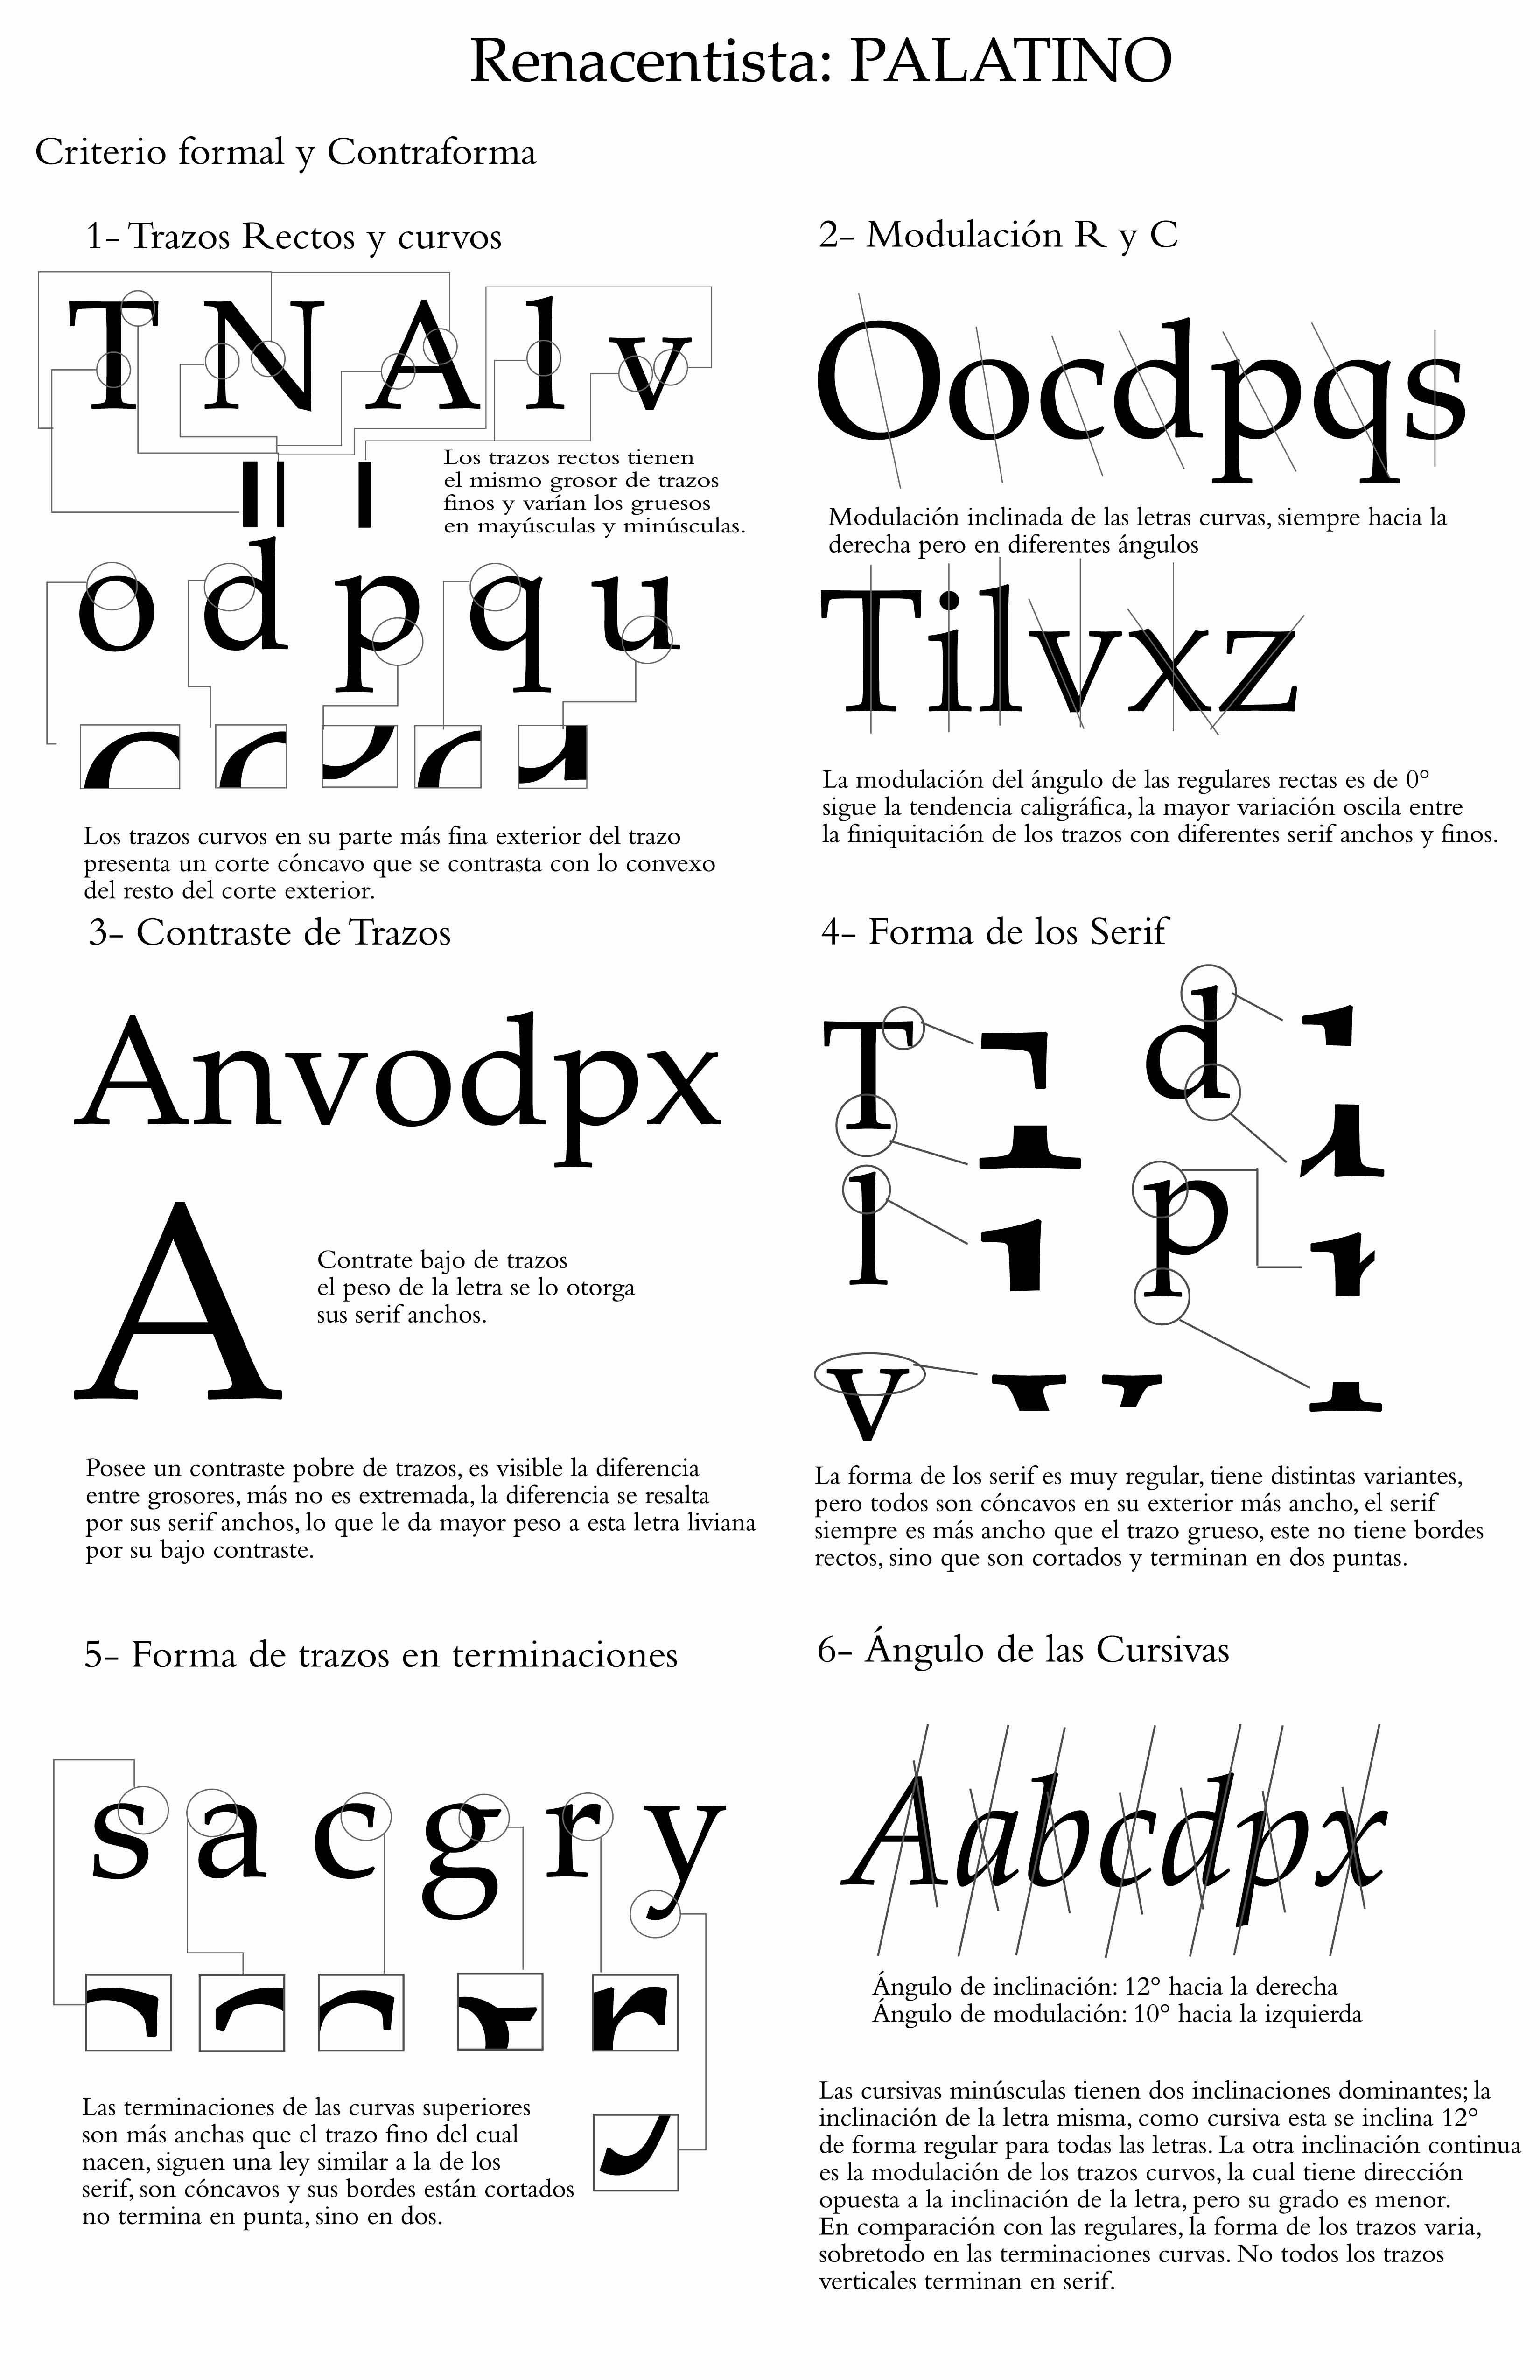 Renacentista: PALATINO
Criterio formal y Contraforma
1- Trazos Rectos y curvos
T N A l v
Los trazos rectos tienen
el mismo grosor de trazos
finos y varían los gruesos
en mayúsculas y minúsculas.
o d p q u
Los trazos curvos en su parte más fina exterior del trazo
presenta un corte cóncavo que se contrasta con lo convexo
del resto del corte exterior.
2- Modulación R y C
Oocdpqs
Modulación inclinada de las letras curvas, siempre hacia la
derecha pero en diferentes ángulos
Tilvxz
La modulación del ángulo de las regulares rectas es de 0°
sigue la tendencia caligráfica, la mayor variación oscila entre
la finiquitación de los trazos con diferentes serif anchos y finos.
3- Contraste de Trazos
Anvodpx
A
Contrate bajo de trazos
el peso de la letra se lo otorga
sus serif anchos.
Posee un contraste pobre de trazos, es visible la diferencia
entre grosores, más no es extremada, la diferencia se resalta
por sus serif anchos, lo que le da mayor peso a esta letra liviana
por su bajo contraste.
4- Forma de los Serif
T d
l p
v
La forma de los serif es muy regular, tiene distintas variantes,
pero todos son cóncavos en su exterior más ancho, el serif
siempre es más ancho que el trazo grueso, este no tiene bordes
rectos, sino que son cortados y terminan en dos puntas.
5- Forma de trazos en terminaciones
s a c g r y
Las terminaciones de las curvas superiores
son más anchas que el trazo fino del cual
nacen, siguen una ley similar a la de los
serif, son cóncavos y sus bordes están cortados
no termina en punta, sino en dos.
6- Ángulo de las Cursivas
Aabcdpx
Ángulo de inclinación: 12° hacia la derecha
Ángulo de modulación: 10° hacia la izquierda
Las cursivas minúsculas tienen dos inclinaciones dominantes; la
inclinación de la letra misma, como cursiva esta se inclina 12°
de forma regular para todas las letras. La otra inclinación continua
es la modulación de los trazos curvos, la cual tiene dirección
opuesta a la inclinación de la letra, pero su grado es menor.
En comparación con las regulares, la forma de los trazos varia,
sobretodo en las terminaciones curvas. No todos los trazos
verticales terminan en serif.